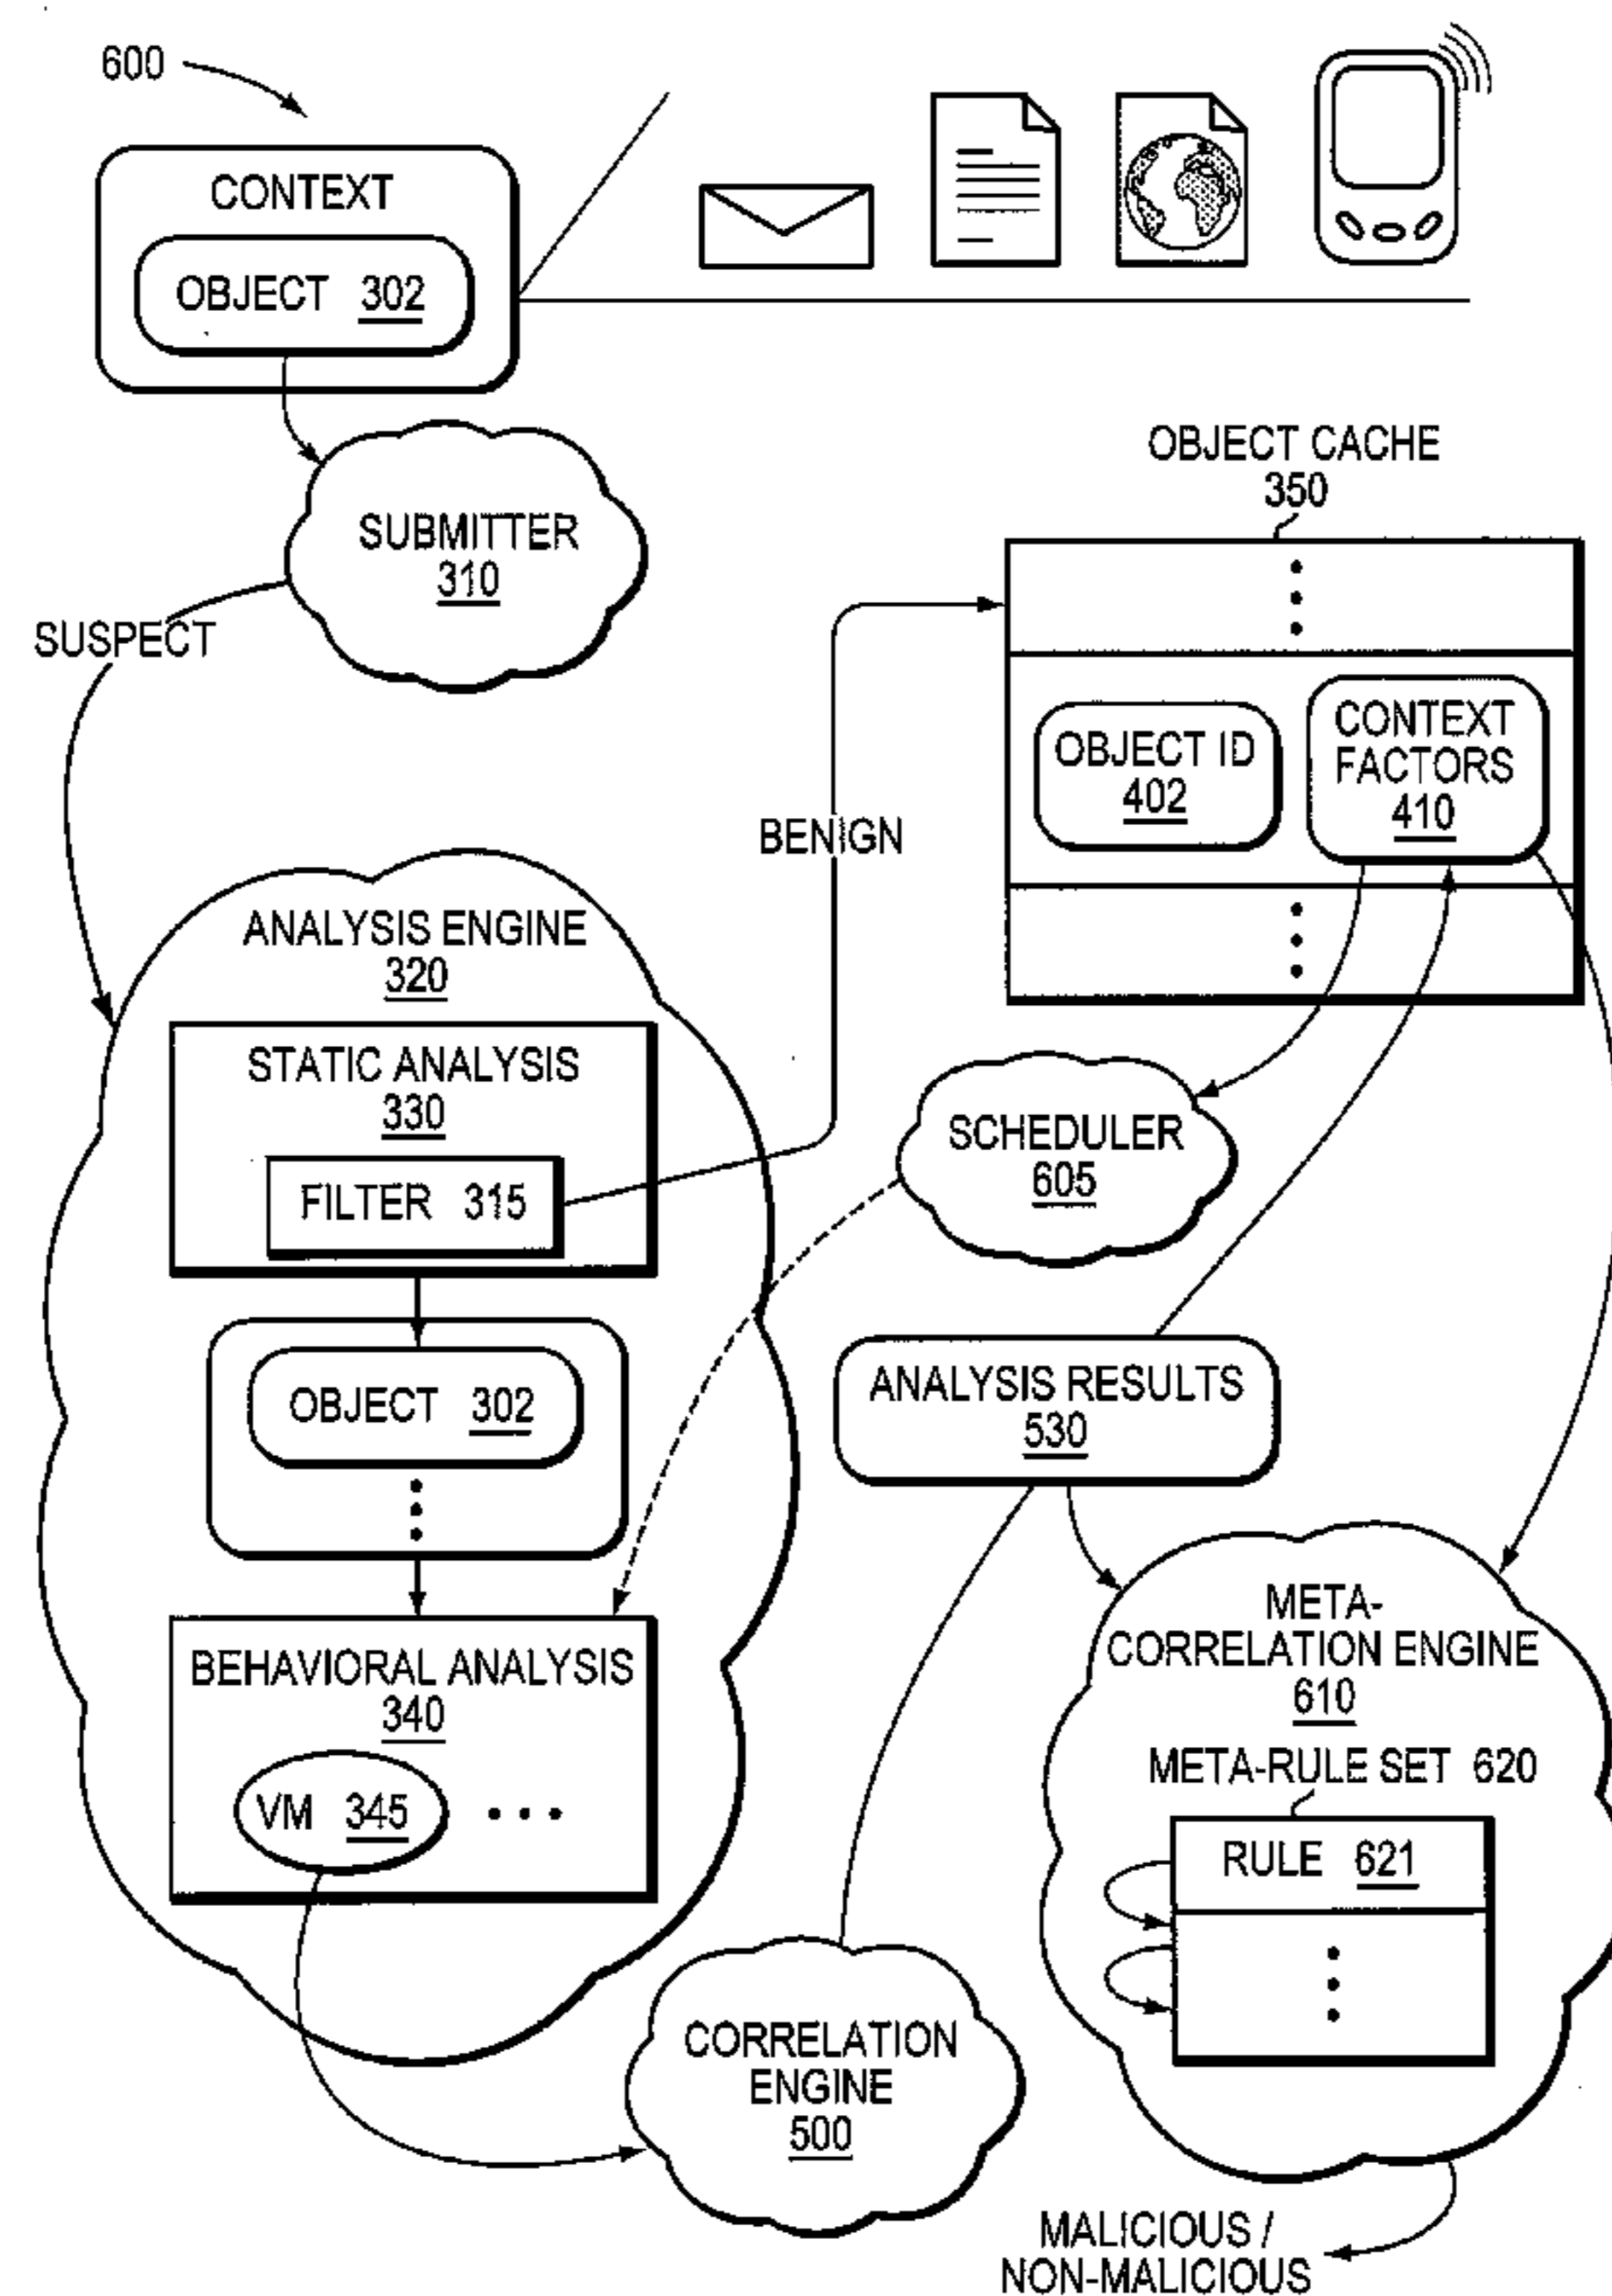 600
CONTEXT
OBJECT 302
SUBMITTER
310
SUSPECT
OBJECT CACHE
350
OBJECT ID
402
CONTEXT
FACTORS
410
BENIGN
ANALYSIS ENGINE
320
STATIC ANALYSIS
330
FILTER 315
SCHEDULER
605
OBJECT 302
ANALYSIS RESULTS
530
BEHAVIORAL ANALYSIS
340
VM 345
META-
CORRELATION ENGINE
610
META-RULE SET 620
RULE 621
CORRELATION
ENGINE
500
MALICIOUS /
NON-MALICIOUS